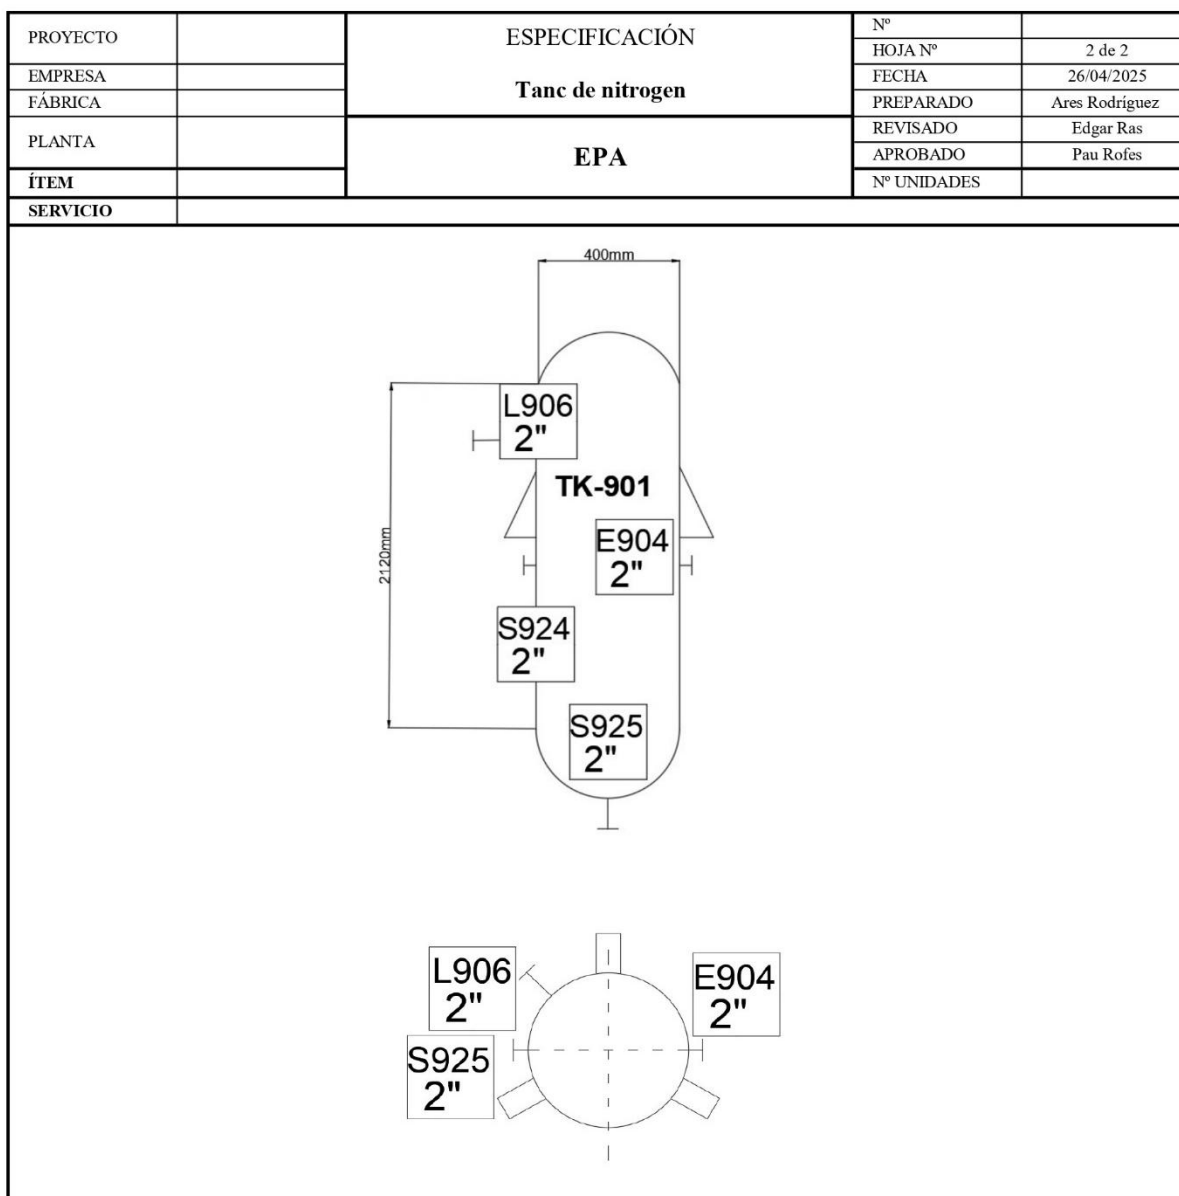 PROYECTO
ESPECIFICACIÓN
Tanc de nitrogen
Nº
HOJA Nº 2 de 2
EMPRESA
FECHA 26/04/2025
FÁBRICA
PREPARADO Ares Rodríguez
PLANTA
EPA
REVISADO Edgar Ras
APROBADO Pau Rofes
ÍTEM
Nº UNIDADES
SERVICIO
400mm
L906
2"
TK-901
2120mm
E904
2"
S924
2"
S925
2"
L906
2"
E904
2"
S925
2"